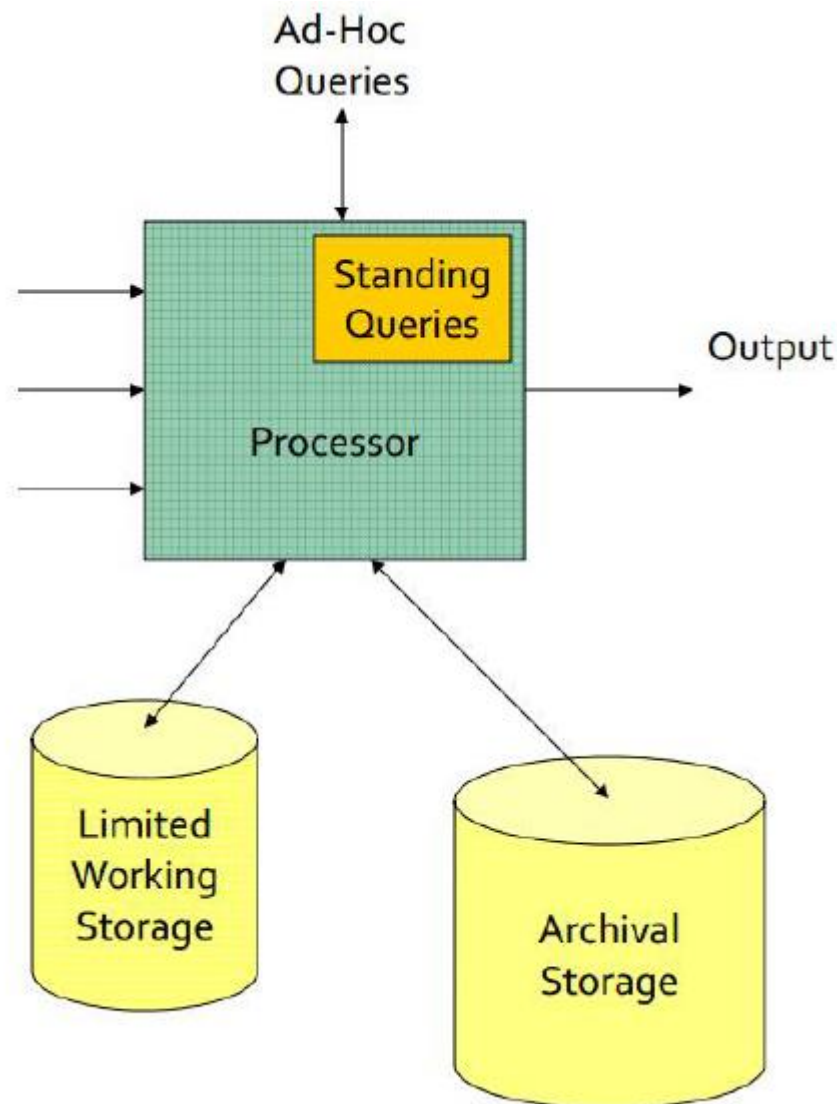 Ad-Hoc
Queries
Standing
Queries
Output
Processor
Limited
Working
Storage
Archival
Storage